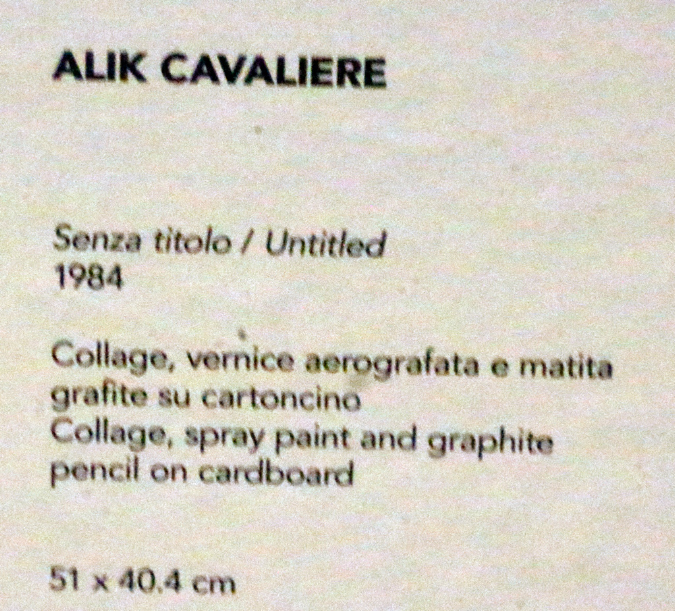 ALIK CAVALIERE
Senza titolo / Untitled
1984
Collage, vernice aerografata e matita
grafite su cartoncino
Collage, spray paint and graphite
pencil on cardboard
51 x 40.4 cm